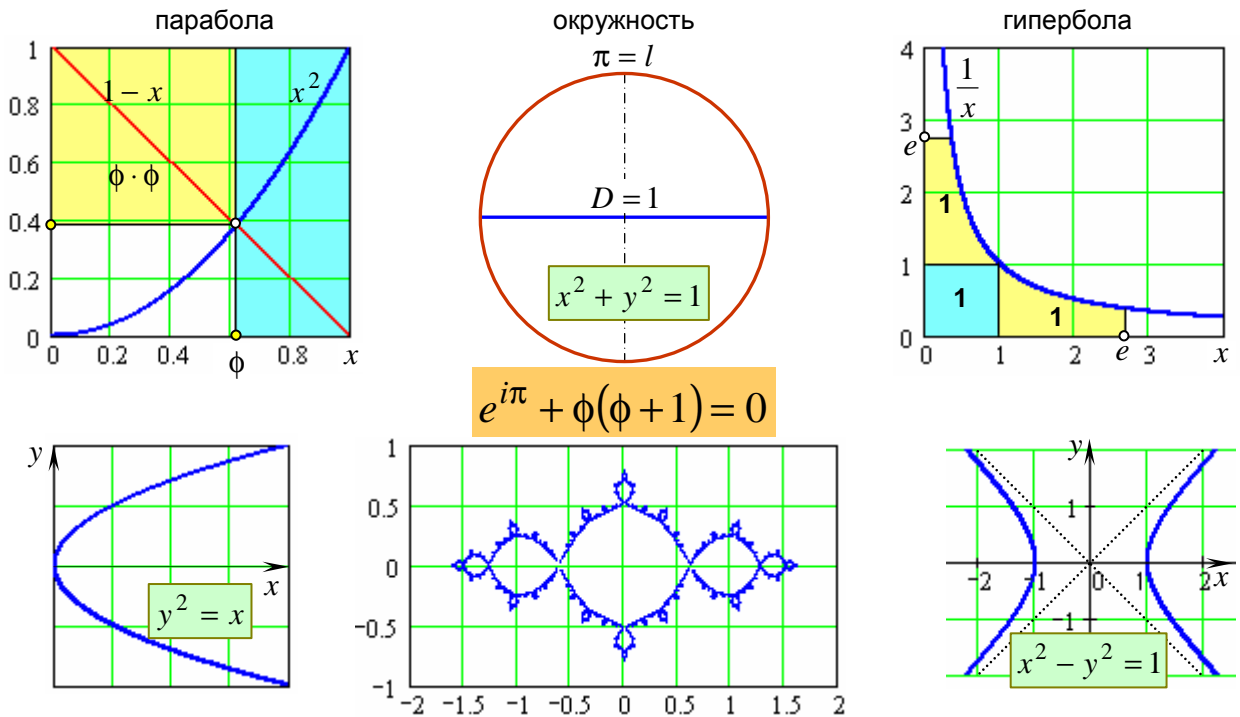 парабола
1
0.8
0.6
0.4
0.2
0
1 − x
x²
ϕ · ϕ
0 0.2 0.4 ϕ 0.8 x
окружность
π = l
D = 1
x² + y² = 1
гипербола
4
3
e
2
1
0
1/x
1
1
1
0 1 2 e 3 x
e^{iπ} + ϕ(ϕ + 1) = 0
y
x
y² = x
1
0.5
0
−0.5
−1
−2 −1.5 −1 −0.5 0 0.5 1 1.5 2
y
1
−2 −1 0 1 2 x
−1
x² − y² = 1